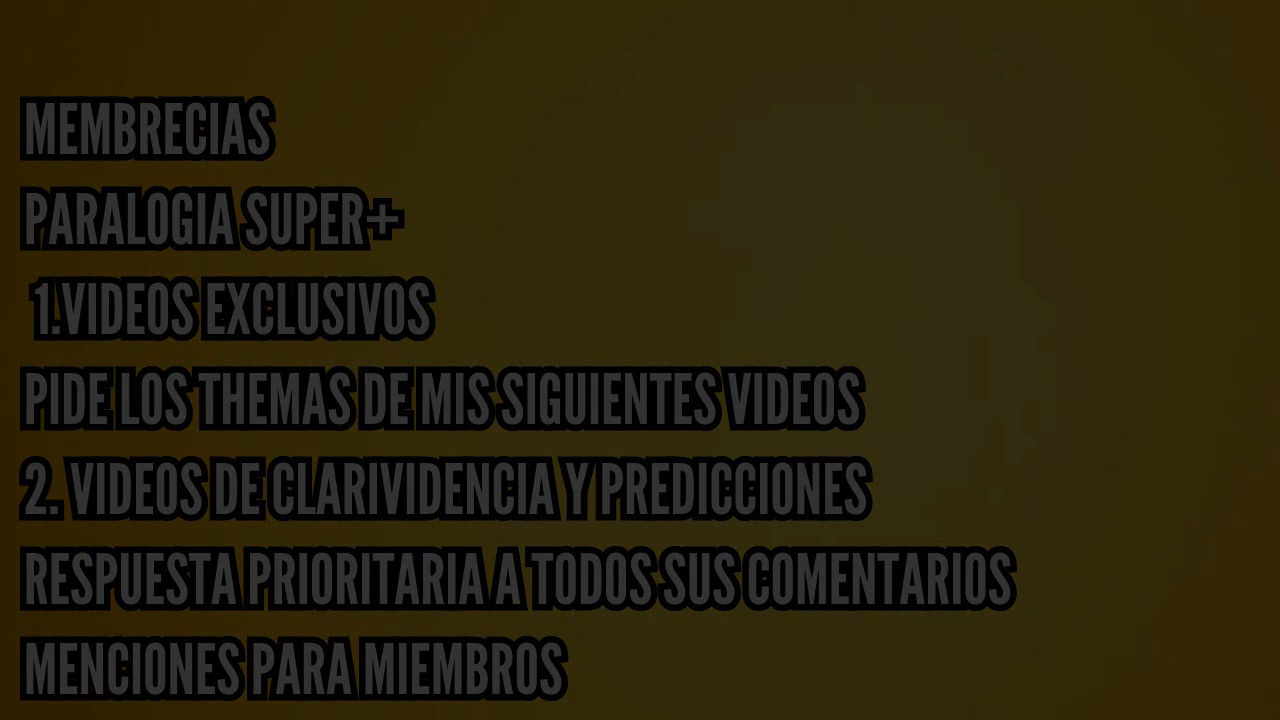 MEMBRECIAS
PARALOGIA SUPER+
1.VIDEOS EXCLUSIVOS
PIDE LOS THEMAS DE MIS SIGUIENTES VIDEOS
2. VIDEOS DE CLARIVIDENCIA Y PREDICCIONES
RESPUESTA PRIORITARIA A TODOS SUS COMENTARIOS
MENCIONES PARA MIEMBROS